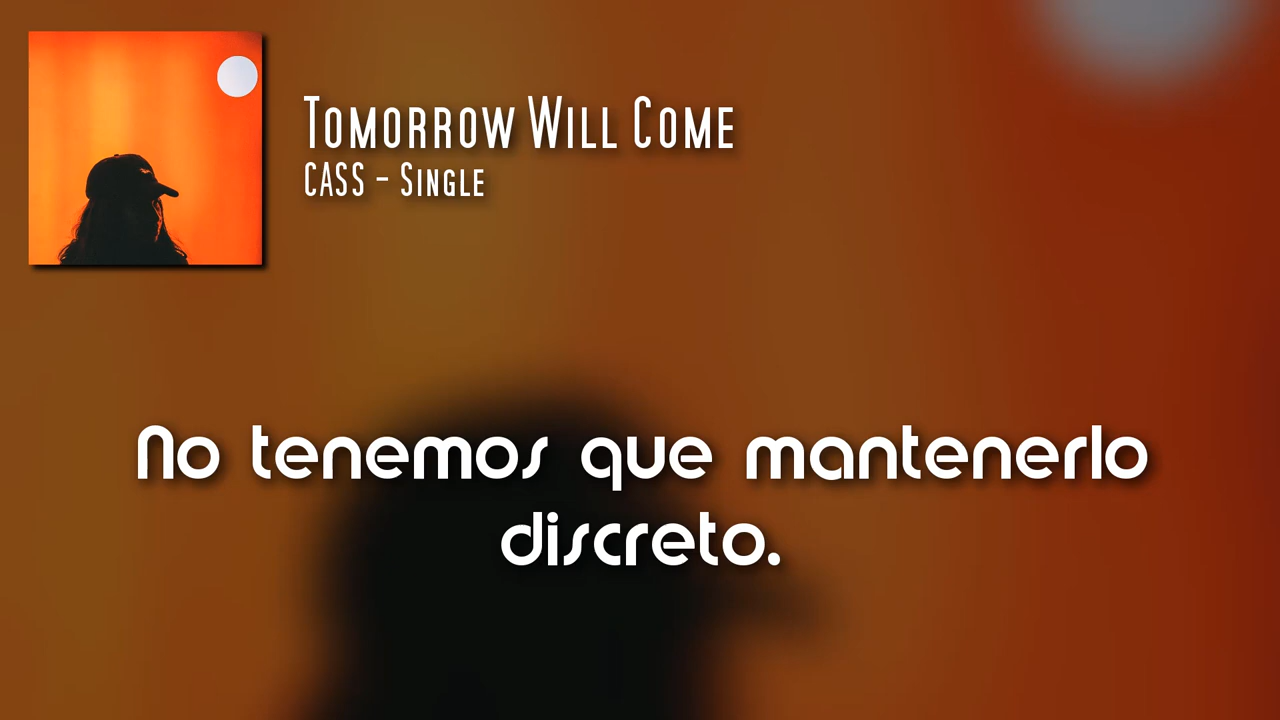 Tomorrow Will Come
CASS - Single
No tenemos que mantenerlo
discreto.